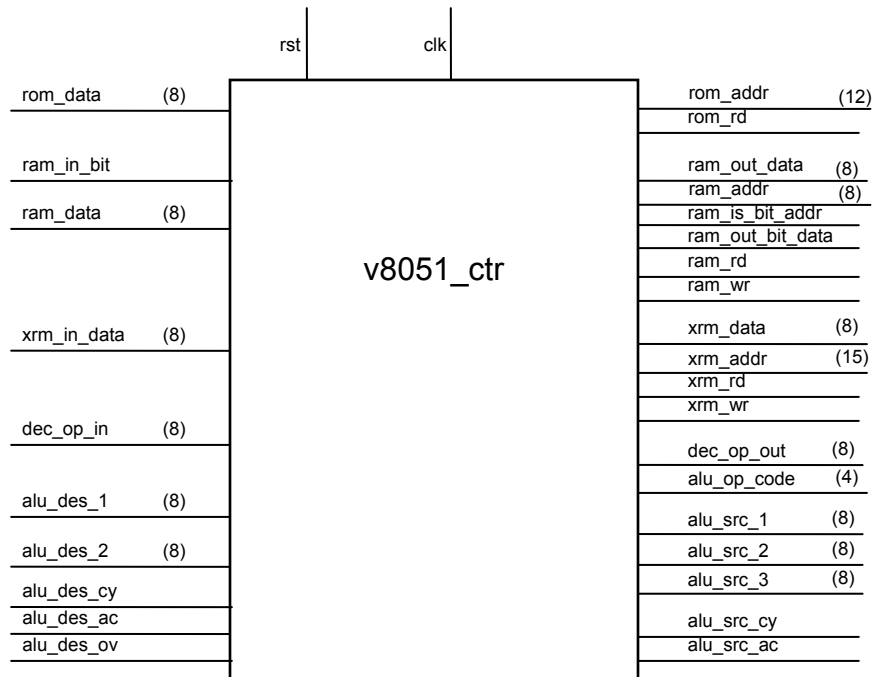 rst clk
rom_data (8)
ram_in_bit
ram_data (8)
xrm_in_data (8)
dec_op_in (8)
alu_des_1 (8)
alu_des_2 (8)
alu_des_cy
alu_des_ac
alu_des_ov
v8051_ctr
rom_addr (12)
rom_rd
ram_out_data (8)
ram_addr (8)
ram_is_bit_addr
ram_out_bit_data
ram_rd
ram_wr
xrm_data (8)
xrm_addr (15)
xrm_rd
xrm_wr
dec_op_out (8)
alu_op_code (4)
alu_src_1 (8)
alu_src_2 (8)
alu_src_3 (8)
alu_src_cy
alu_src_ac